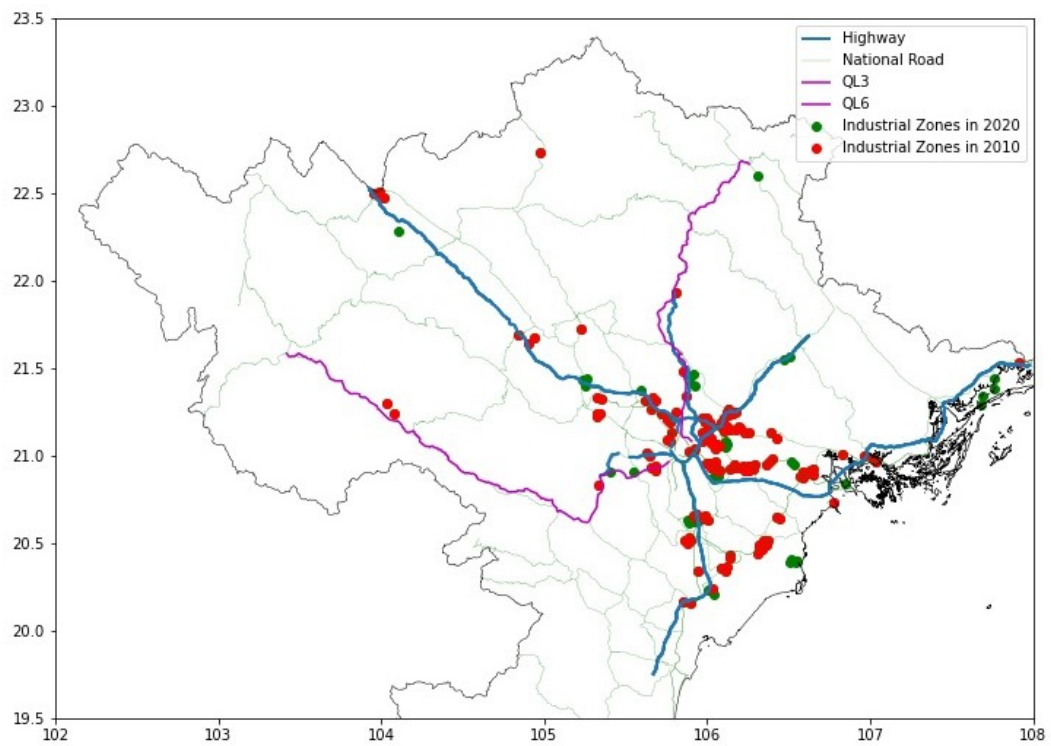 23.5
23.0
22.5
22.0
21.5
21.0
20.5
20.0
19.5
102 103 104 105 106 107 108
Highway
National Road
QL3
QL6
Industrial Zones in 2020
Industrial Zones in 2010